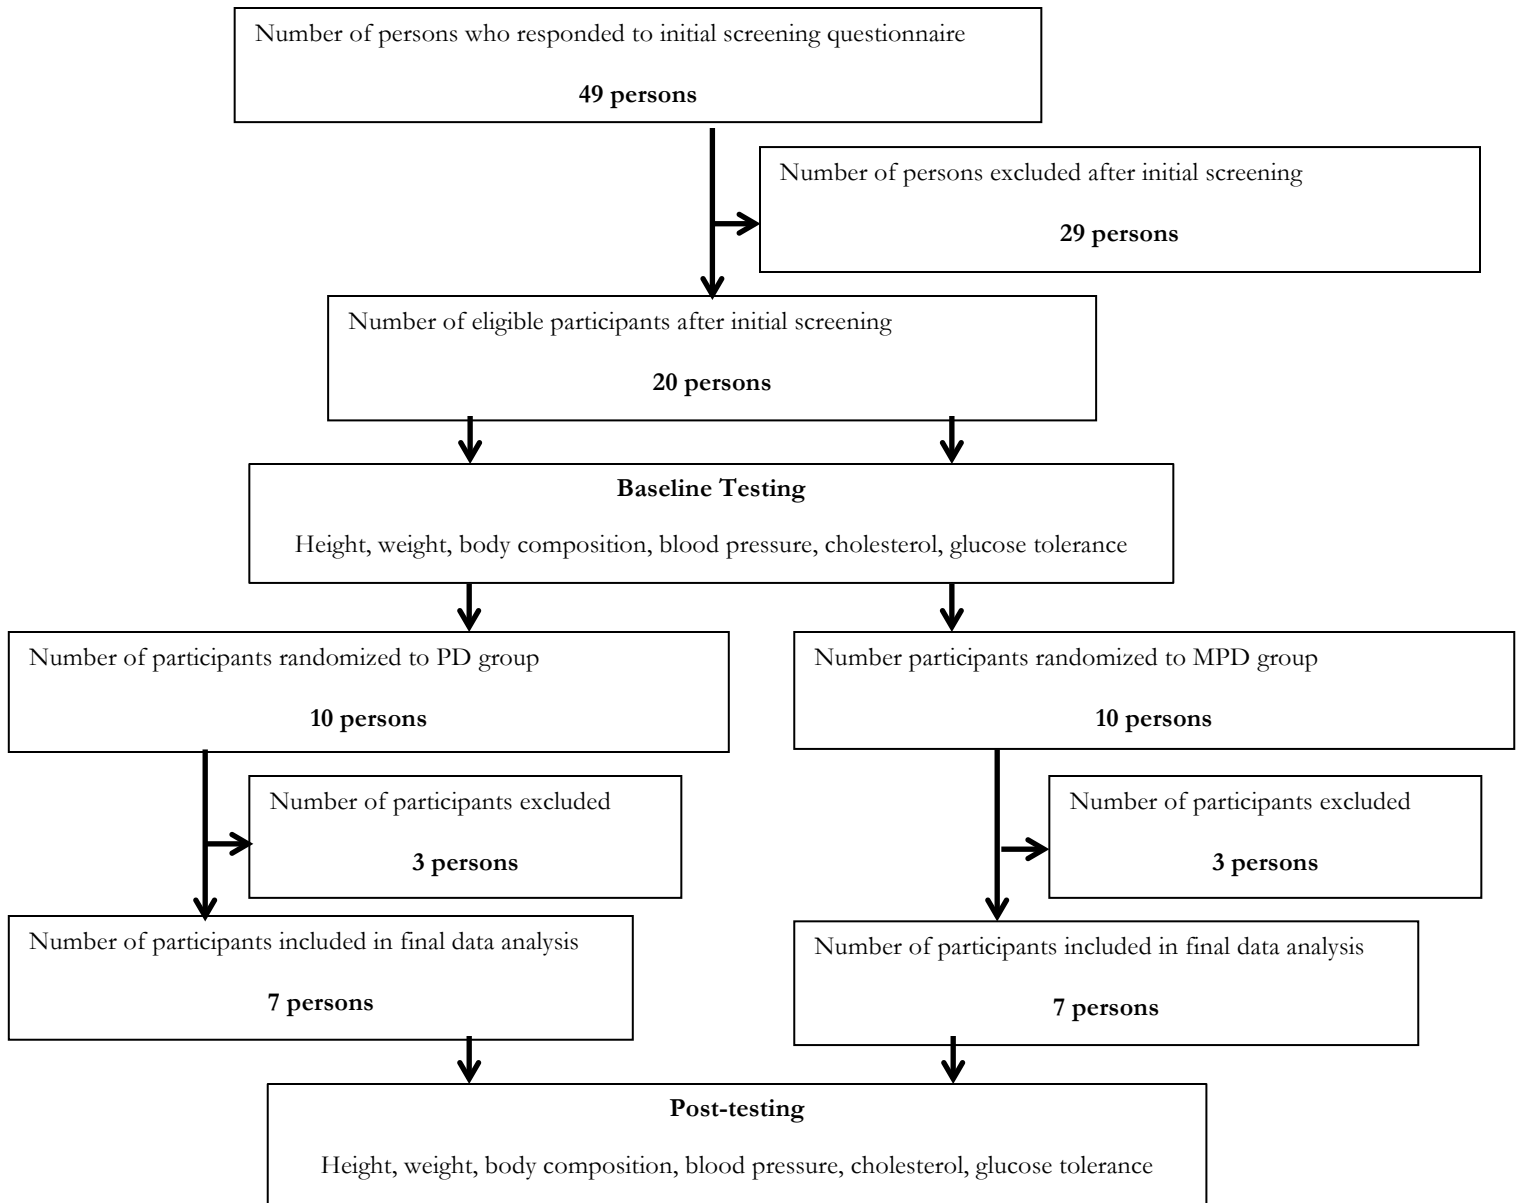 Number of persons who responded to initial screening questionnaire
49 persons
Number of persons excluded after initial screening
29 persons
Number of eligible participants after initial screening
20 persons
Baseline Testing
Height, weight, body composition, blood pressure, cholesterol, glucose tolerance
Number of participants randomized to PD group
10 persons
Number participants randomized to MPD group
10 persons
Number of participants excluded
3 persons
Number of participants excluded
3 persons
Number of participants included in final data analysis
7 persons
Number of participants included in final data analysis
7 persons
Post-testing
Height, weight, body composition, blood pressure, cholesterol, glucose tolerance